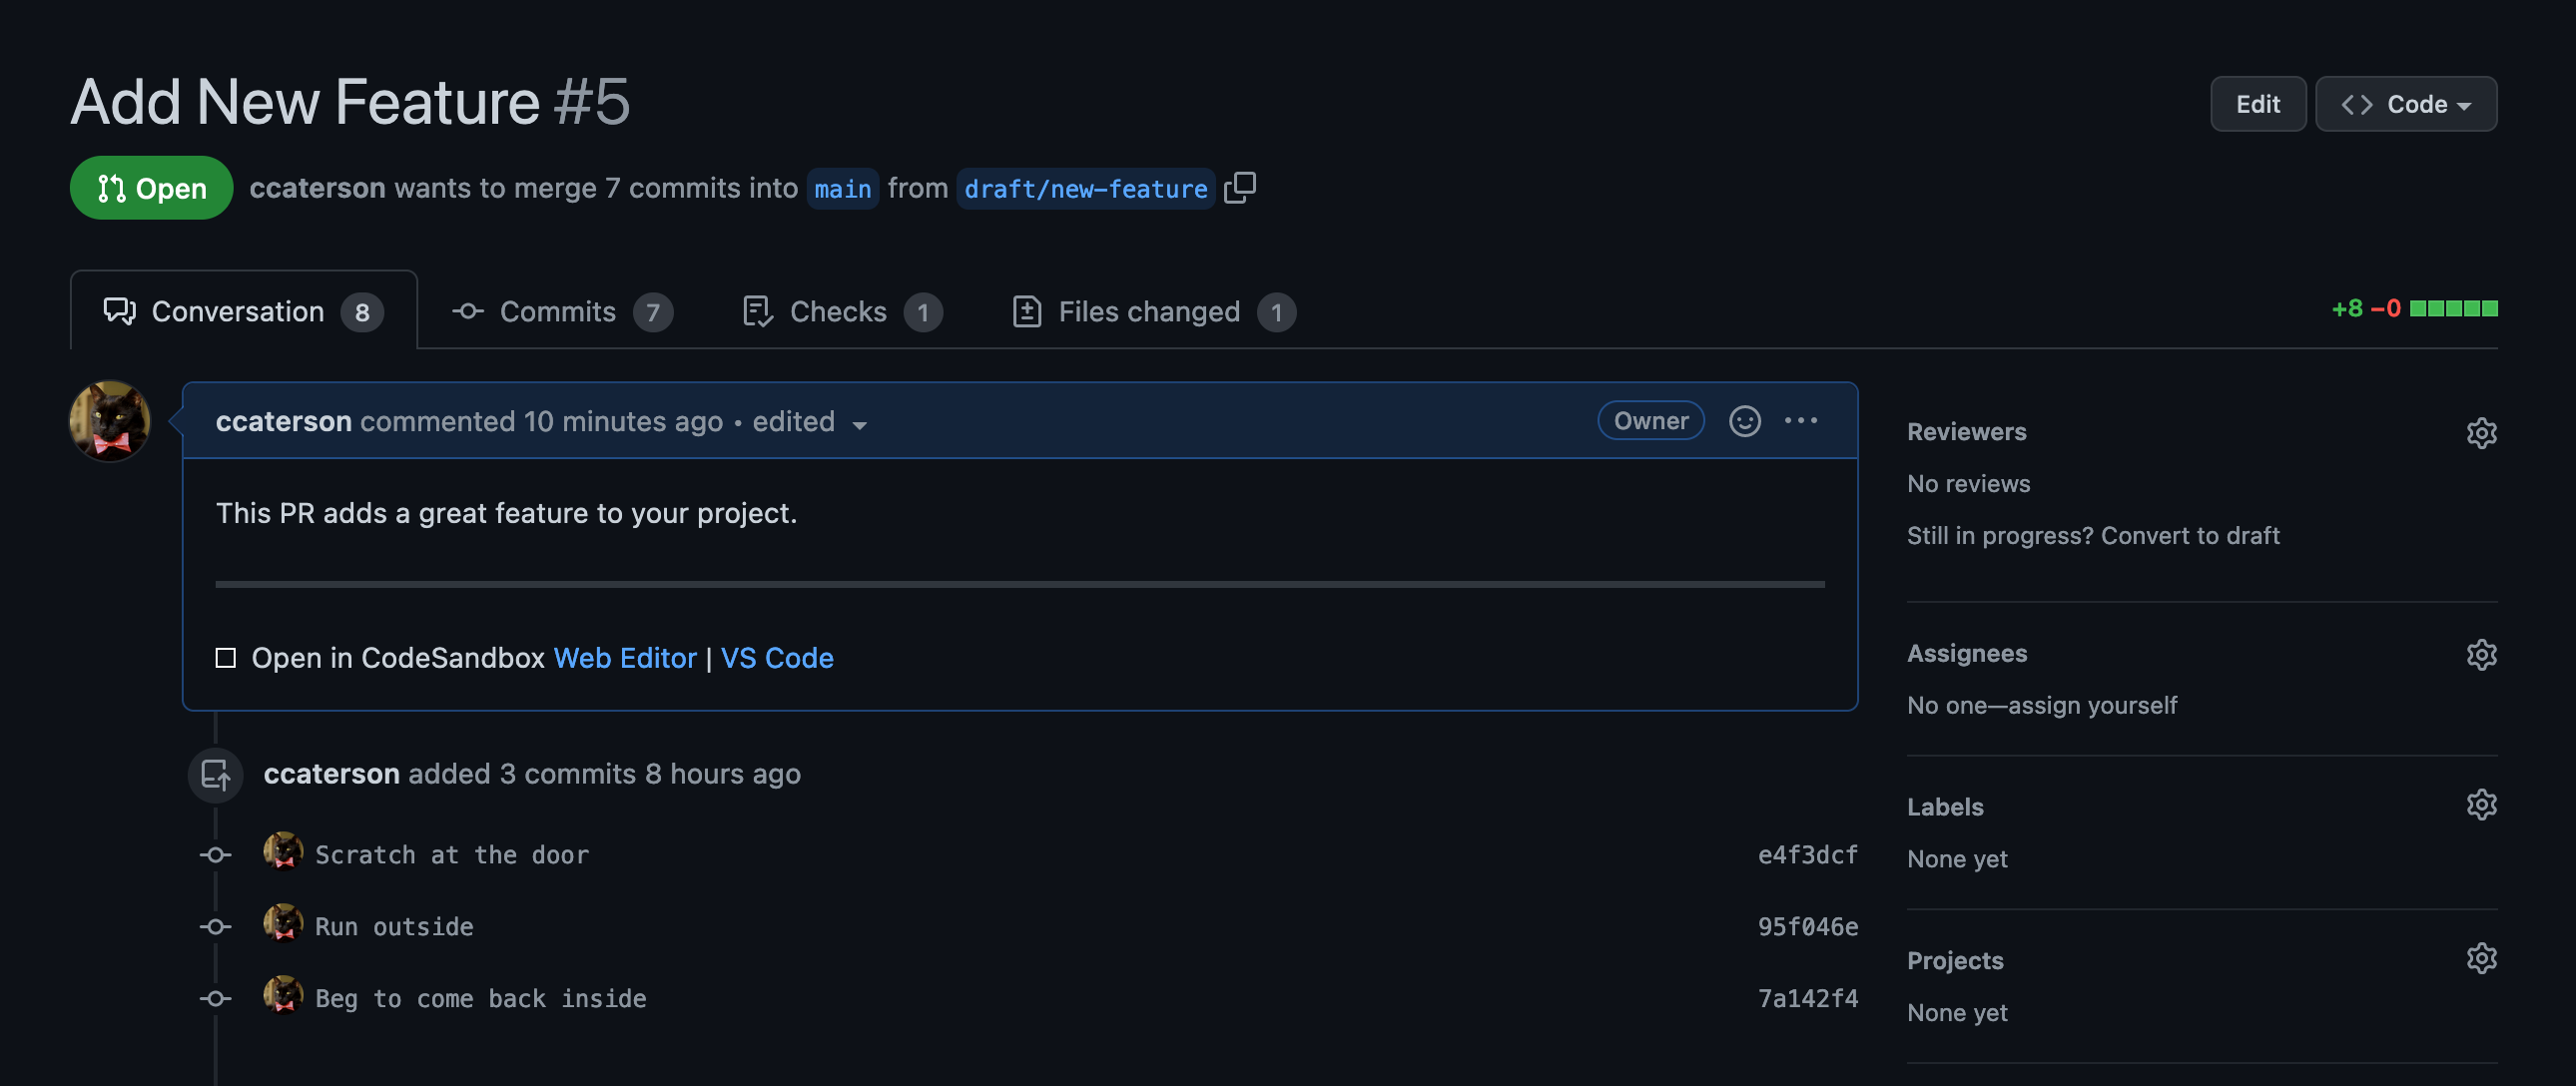 Add New Feature #5
Edit
Code
Open
ccaterson wants to merge 7 commits into main from draft/new-feature
Conversation 8
Commits 7
Checks 1
Files changed 1
+8 −0
ccaterson commented 10 minutes ago • edited
Owner
This PR adds a great feature to your project.
Open in CodeSandbox Web Editor | VS Code
ccaterson added 3 commits 8 hours ago
Scratch at the door e4f3dcf
Run outside 95f046e
Beg to come back inside 7a142f4
Reviewers
No reviews
Still in progress? Convert to draft
Assignees
No one—assign yourself
Labels
None yet
Projects
None yet